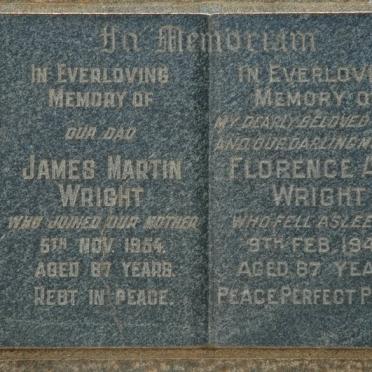 In Memoriam
IN EVERLOVING
MEMORY OF
OUR DAD
JAMES MARTIN
WRIGHT
WHO JOINED OUR MOTHER
5TH NOV. 1954.
AGED 87 YEARS.
REST IN PEACE.
IN EVERLOVI
MEMORY O
MY DEARLY BELOVED
AND OUR DARLING M
FLORENCE A
WRIGHT
WHO FELL ASLEE
9TH FEB. 194
AGED 67 YEA
PEACE PERFECT P